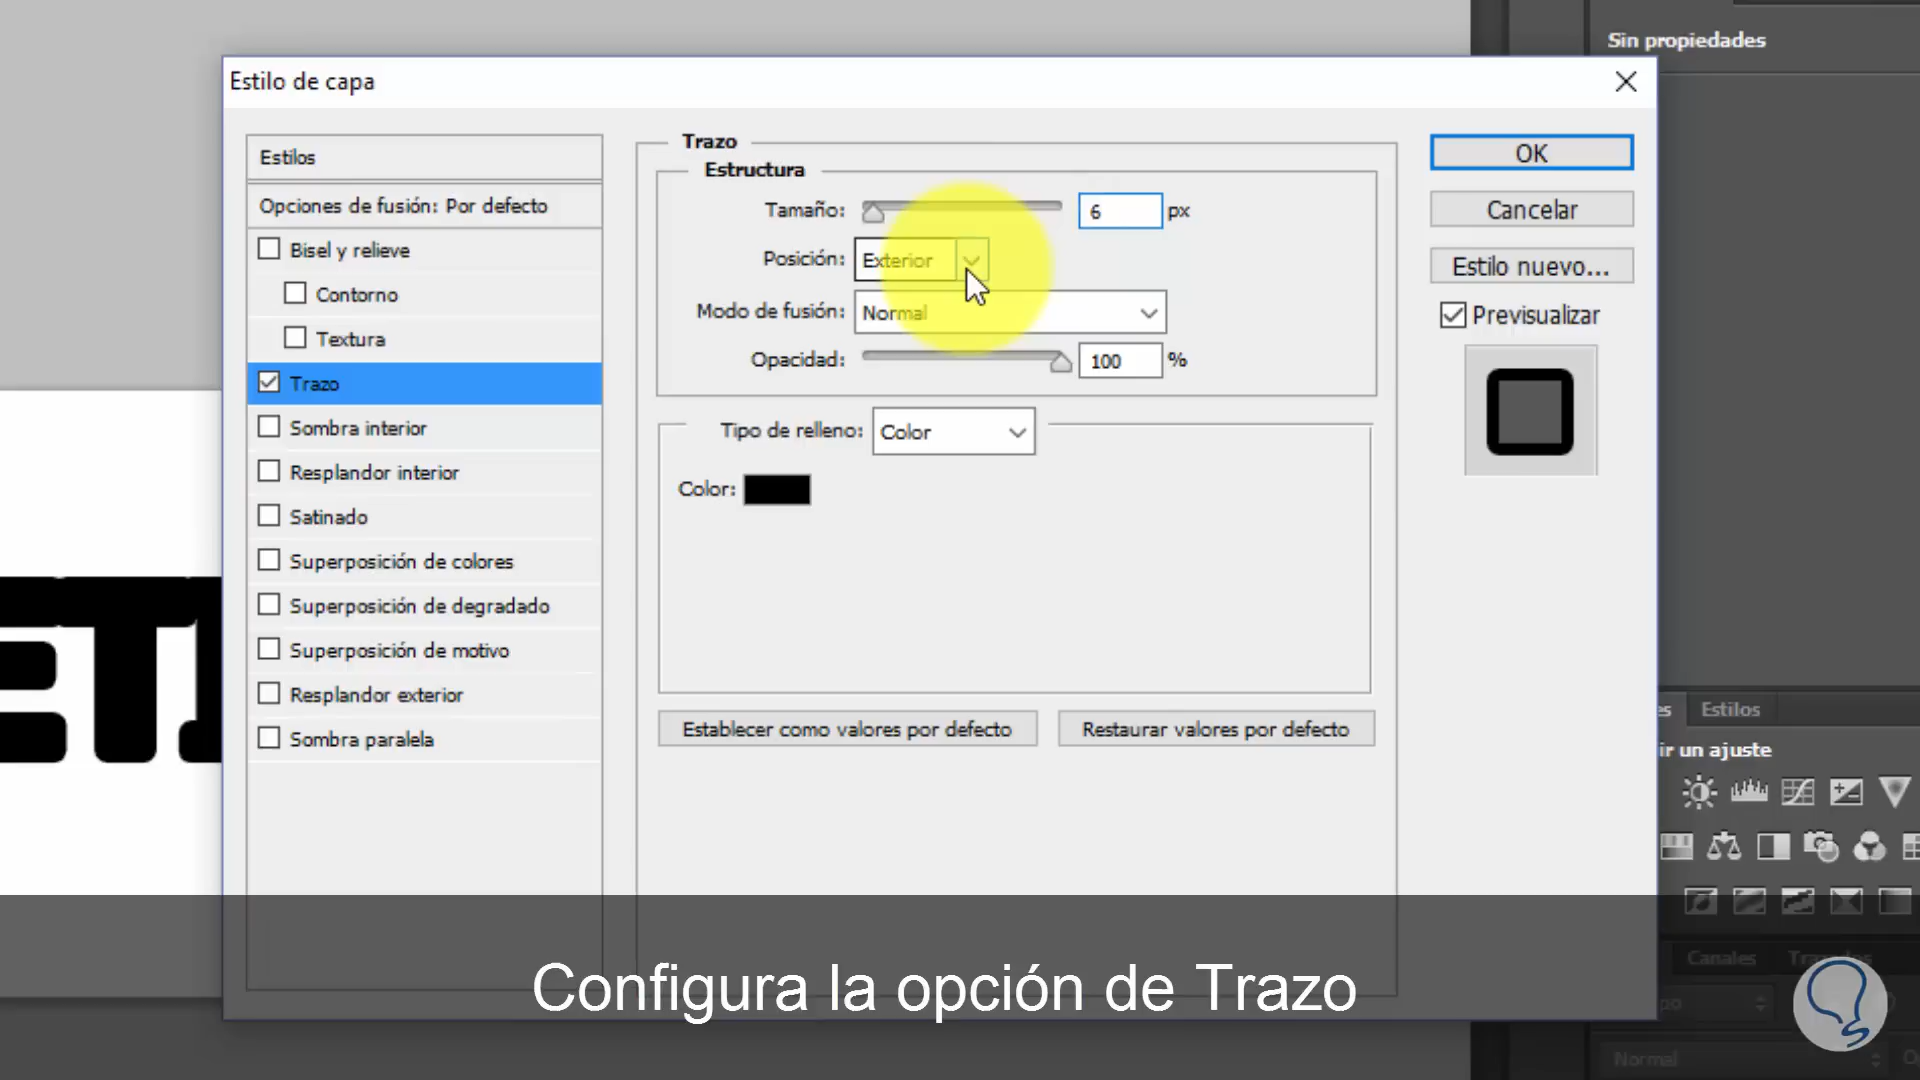 Sin propiedades
Estilo de capa
Estilos
Opciones de fusión: Por defecto
Bisel y relieve
Contorno
Textura
Trazo
Sombra interior
Resplandor interior
Satinado
Superposición de colores
Superposición de degradado
Superposición de motivo
Resplandor exterior
Sombra paralela
Trazo
Estructura
Tamaño: 6 px
Posición: Exterior
Modo de fusión: Normal
Opacidad: 100 %
Tipo de relleno: Color
Color:
Establecer como valores por defecto
Restaurar valores por defecto
OK
Cancelar
Estilo nuevo...
Previsualizar
es Estilos
ir un ajuste
Canales
Normal
Configura la opción de Trazo